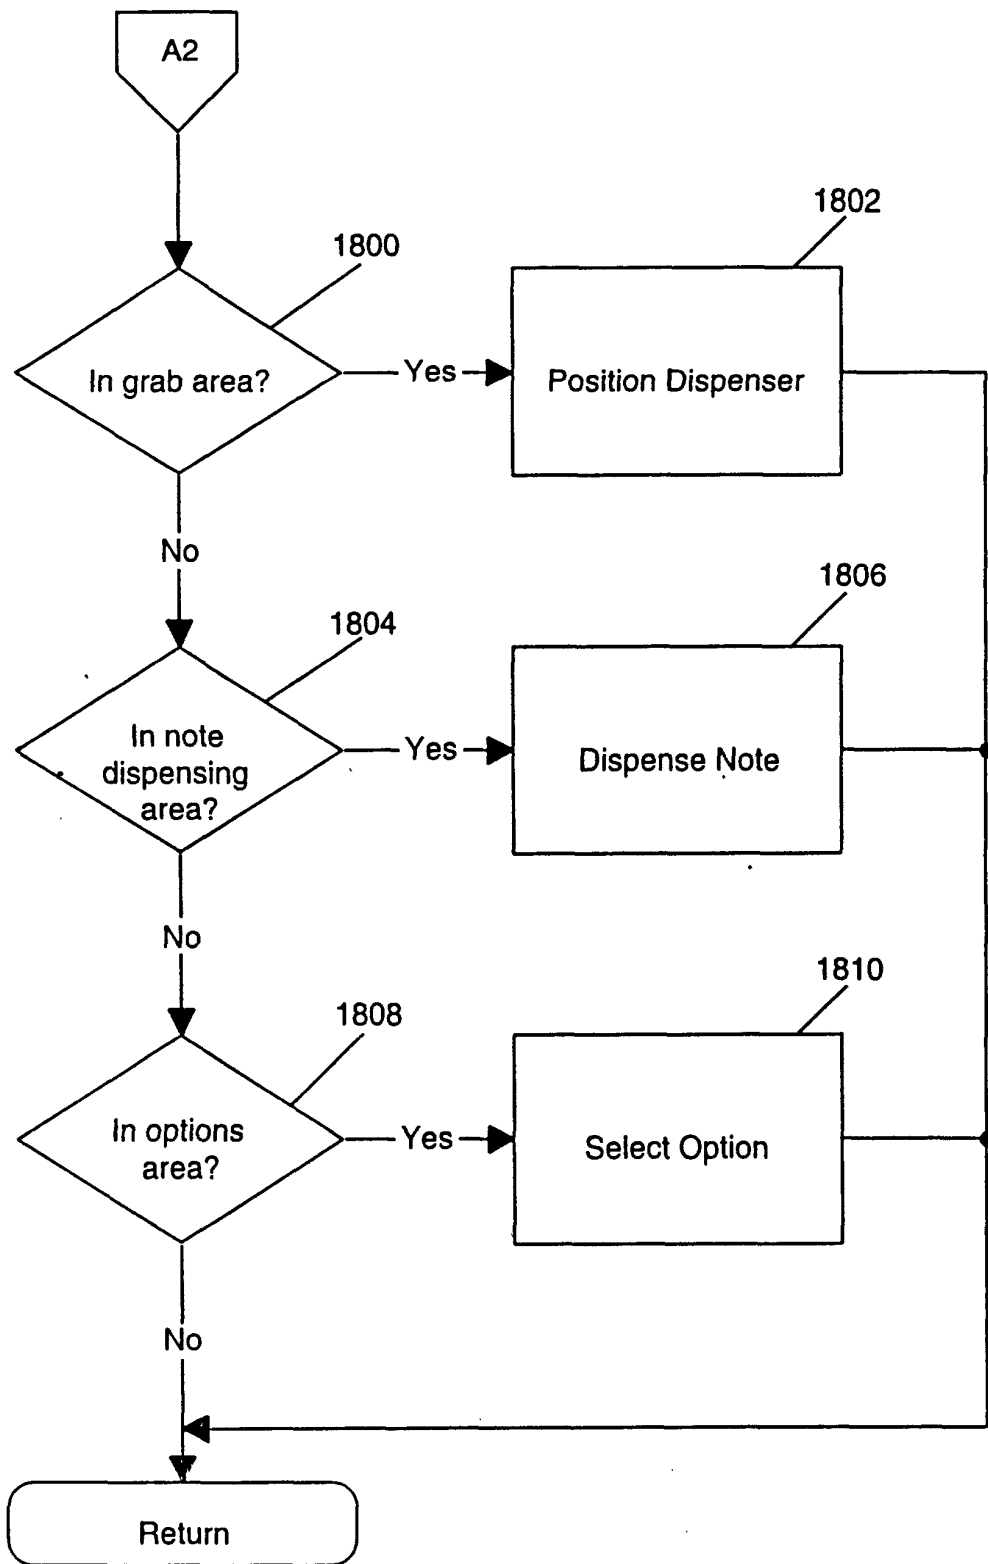 A2
1800
1802
In grab area?
Yes
Position Dispenser
No
1804
1806
In note
dispensing
area?
Yes
Dispense Note
No
1808
1810
In options
area?
Yes
Select Option
No
Return